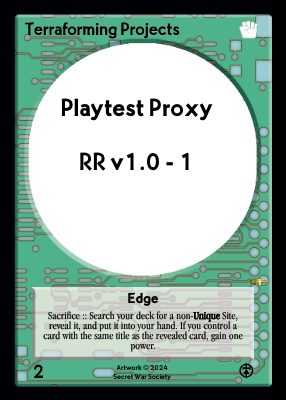 Terraforming Projects
Playtest Proxy
RR v1.0 - 1
Edge
Sacrifice :: Search your deck for a non-Unique Site,
reveal it, and put it into your hand. If you control a
card with the same title as the revealed card, gain one
power.
2
Artwork © 2024
Secret War Society